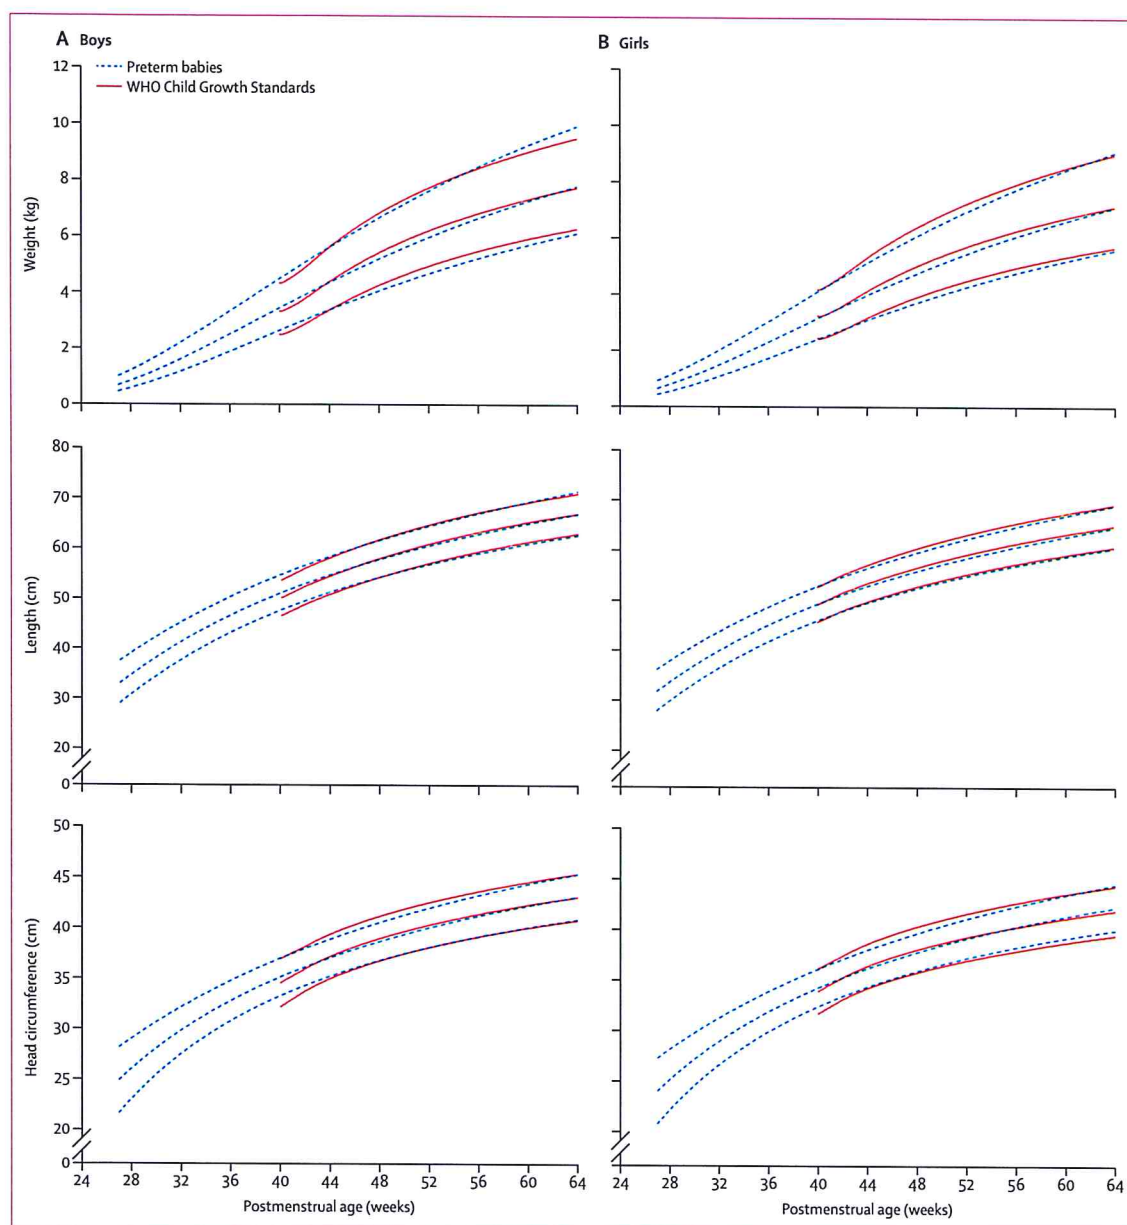 A Boys
B Girls
Preterm babies
WHO Child Growth Standards
12
10
8
6
4
2
0
Weight (kg)
80
70
60
50
40
30
20
0
Length (cm)
50
45
40
35
30
25
20
0
Head circumference (cm)
24 28 32 36 40 44 48 52 56 60 64
24 28 32 36 40 44 48 52 56 60 64
Postmenstrual age (weeks)
Postmenstrual age (weeks)